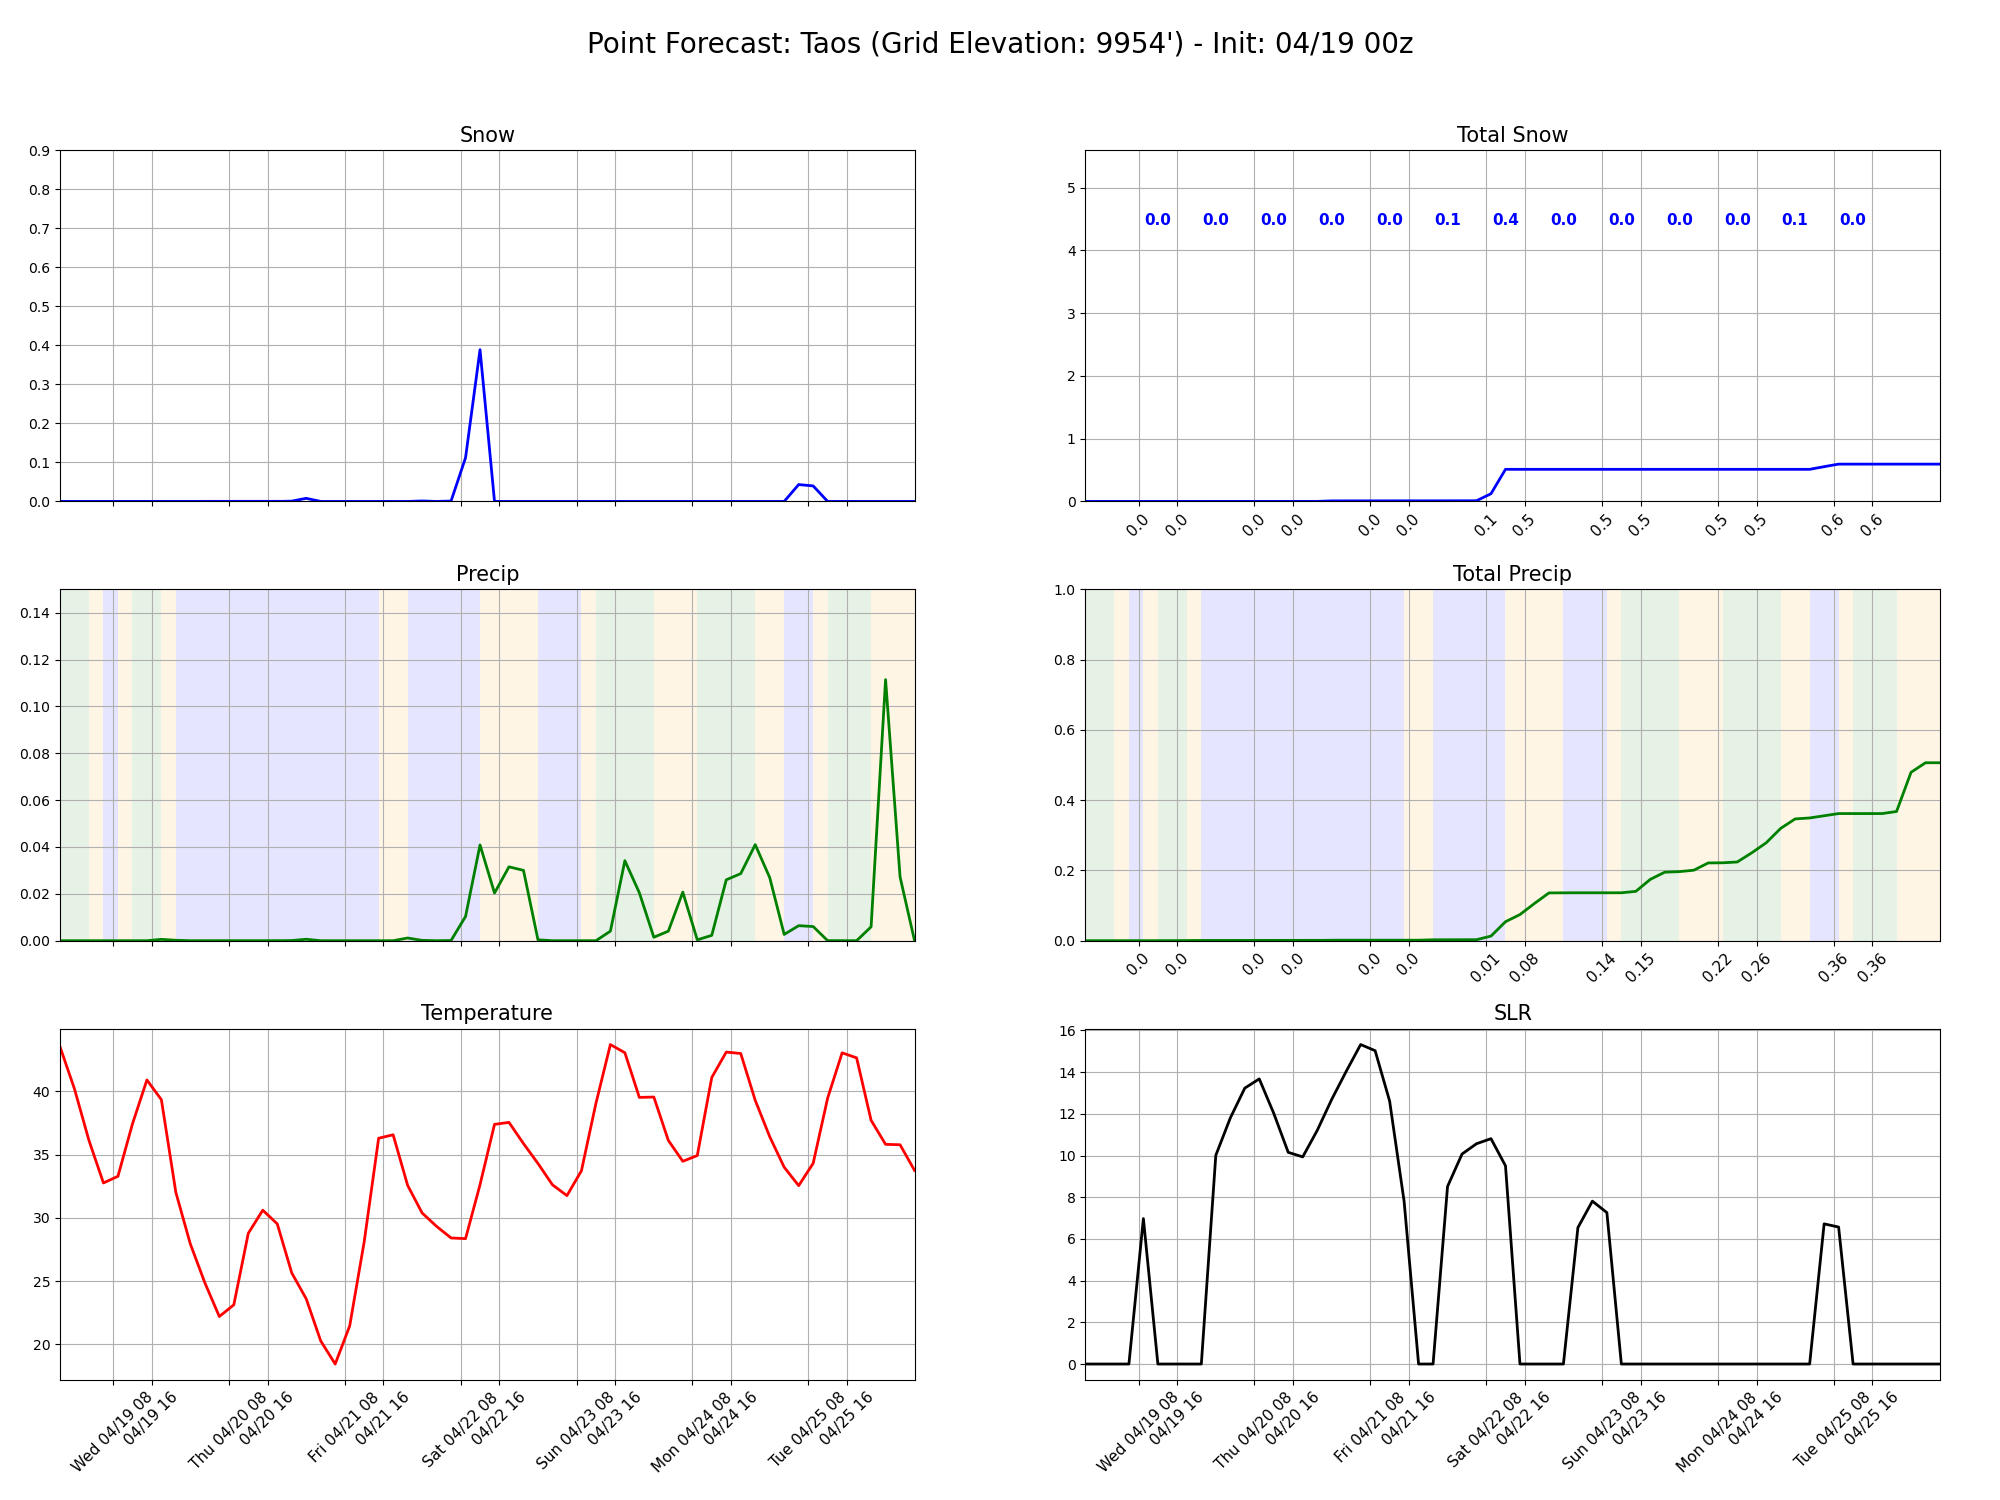 Point Forecast: Taos (Grid Elevation: 9954') - Init: 04/19 00z
Snow
0.9
0.8
0.7
0.6
0.5
0.4
0.3
0.2
0.1
0.0
Total Snow
5
4
3
2
1
0
0.0 0.0 0.0 0.0 0.0 0.1 0.4 0.0 0.0 0.0 0.0 0.1 0.0
0.0 0.0 0.0 0.0 0.0 0.0 0.1 0.5 0.5 0.5 0.5 0.5 0.6 0.6
Precip
0.14
0.12
0.10
0.08
0.06
0.04
0.02
0.00
Total Precip
1.0
0.8
0.6
0.4
0.2
0.0
0.0 0.0 0.0 0.0 0.0 0.0 0.01 0.08 0.14 0.15 0.22 0.26 0.36 0.36
Temperature
40
35
30
25
20
Wed 04/19 08
04/19 16
Thu 04/20 08
04/20 16
Fri 04/21 08
04/21 16
Sat 04/22 08
04/22 16
Sun 04/23 08
04/23 16
Mon 04/24 08
04/24 16
Tue 04/25 08
04/25 16
SLR
16
14
12
10
8
6
4
2
0
Wed 04/19 08
04/19 16
Thu 04/20 08
04/20 16
Fri 04/21 08
04/21 16
Sat 04/22 08
04/22 16
Sun 04/23 08
04/23 16
Mon 04/24 08
04/24 16
Tue 04/25 08
04/25 16